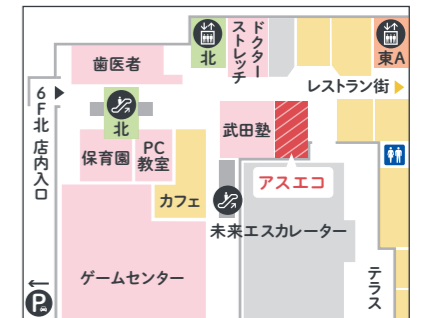 ドクター
ストレッチ
北
東A
歯医者
レストラン街
6F北 店内入口
北
武田塾
保育園
PC
教室
アスエコ
カフェ
未来エスカレーター
ゲームセンター
テラス
P